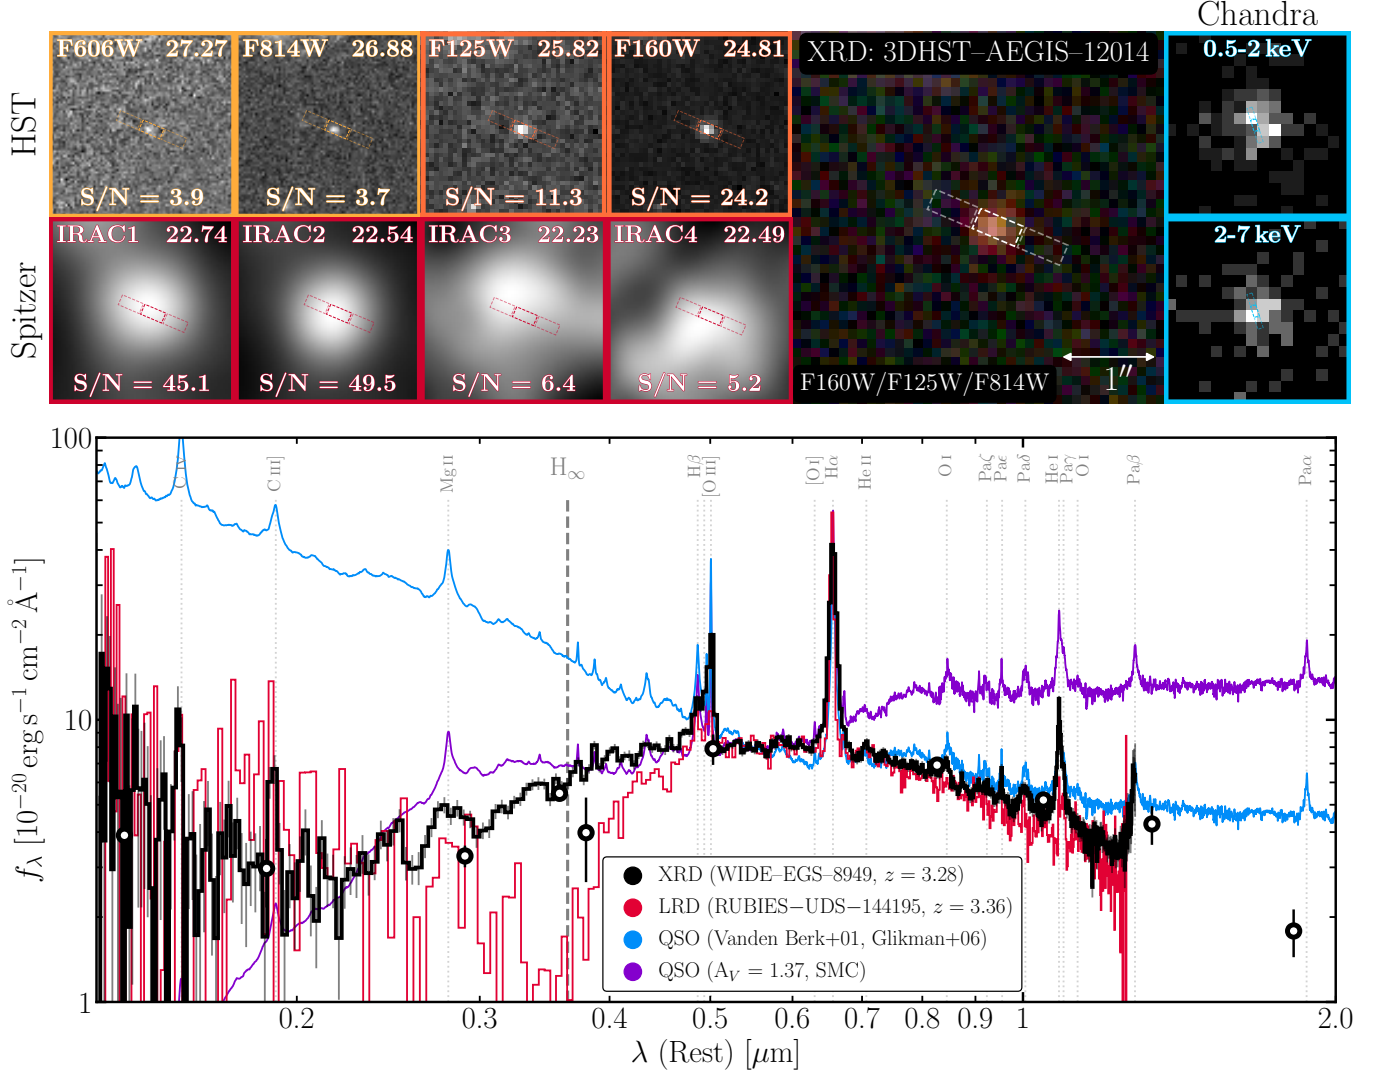 Chandra
HST
F606W 27.27
S/N = 3.9
F814W 26.88
S/N = 3.7
F125W 25.82
S/N = 11.3
F160W 24.81
S/N = 24.2
XRD: 3DHST–AEGIS–12014
F160W/F125W/F814W
1″
0.5-2 keV
2-7 keV
Spitzer
IRAC1 22.74
S/N = 45.1
IRAC2 22.54
S/N = 49.5
IRAC3 22.23
S/N = 6.4
IRAC4 22.49
S/N = 5.2
100
10
1
f_λ [10⁻²⁰ erg s⁻¹ cm⁻² Å⁻¹]
C IV
C III]
Mg II
H∞
Hβ
[O III]
[O I]
Hα
He II
O I
Paζ
Paε
Paδ
He I
Paγ
O I
Paβ
Paα
XRD (WIDE–EGS–8949, z = 3.28)
LRD (RUBIES−UDS−144195, z = 3.36)
QSO (Vanden Berk+01, Glikman+06)
QSO (A_V = 1.37, SMC)
0.2 0.3 0.4 0.5 0.6 0.7 0.8 0.9 1 2.0
λ (Rest) [μm]